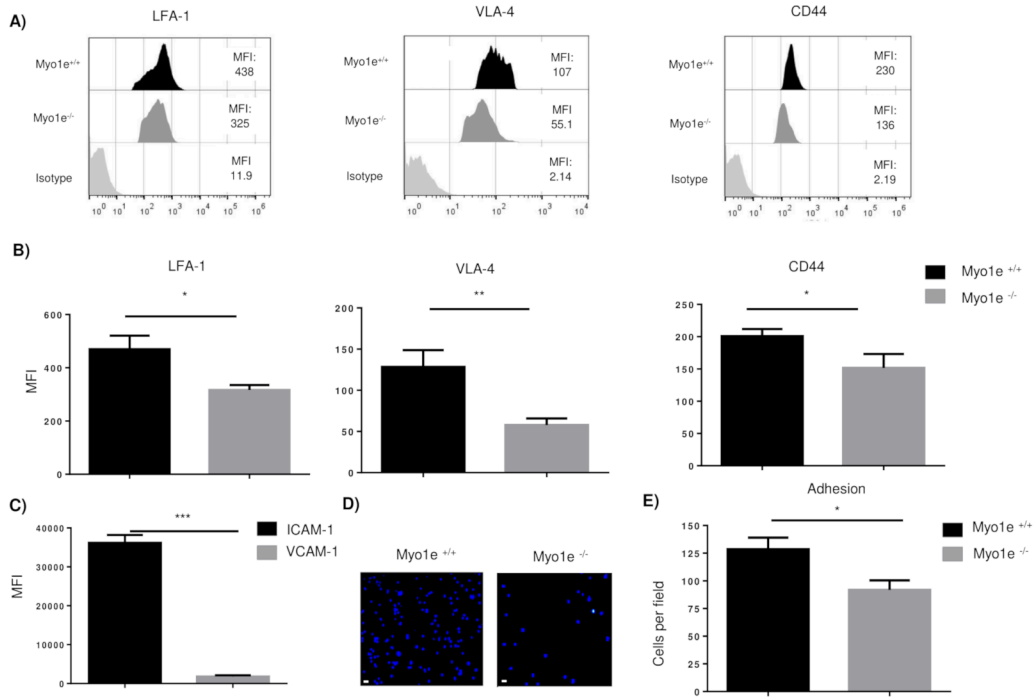 A)
LFA-1
VLA-4
CD44
Myo1e+/+
MFI:
438
Myo1e-/-
MFI:
325
Isotype
MFI
11.9
10^0 10^1 10^2 10^3 10^4 10^5 10^6
Myo1e+/+
MFI:
107
Myo1e-/-
MFI
55.1
Isotype
MFI
2.14
10^0 10^1 10^2 10^3 10^4
Myo1e+/+
MFI:
230
Myo1e-/-
MFI:
136
Isotype
MFI:
2.19
10^0 10^1 10^2 10^3 10^4 10^5 10^6
B)
LFA-1
VLA-4
CD44
Myo1e +/+
Myo1e -/-
*
600
400
300
0
MFI
**
200
150
100
50
0
*
250
200
150
100
50
0
C)
***
40000
30000
30000
10000
0
MFI
ICAM-1
VCAM-1
D)
Myo1e +/+
Myo1e -/-
E)
Adhesion
*
150
125
100
75
50
25
0
Cells per field
Myo1e +/+
Myo1e -/-